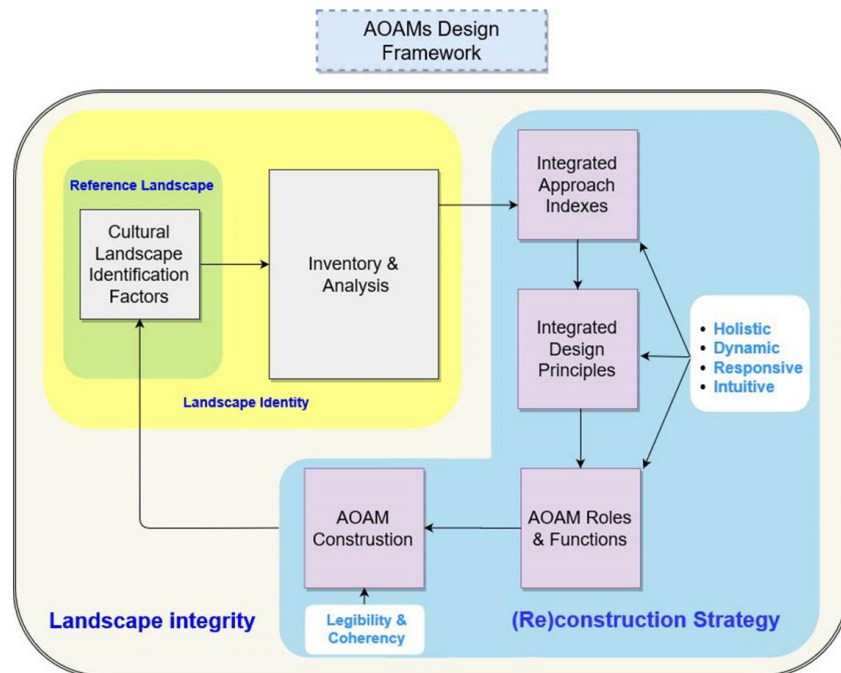 AOAMs Design
Framework
Reference Landscape
Cultural
Landscape
Identification
Factors
Inventory &
Analysis
Landscape Identity
Integrated
Approach
Indexes
Integrated
Design
Principles
• Holistic
• Dynamic
• Responsive
• Intuitive
AOAM
Construstion
AOAM Roles
& Functions
Legibility &
Coherency
Landscape integrity
(Re)construction Strategy